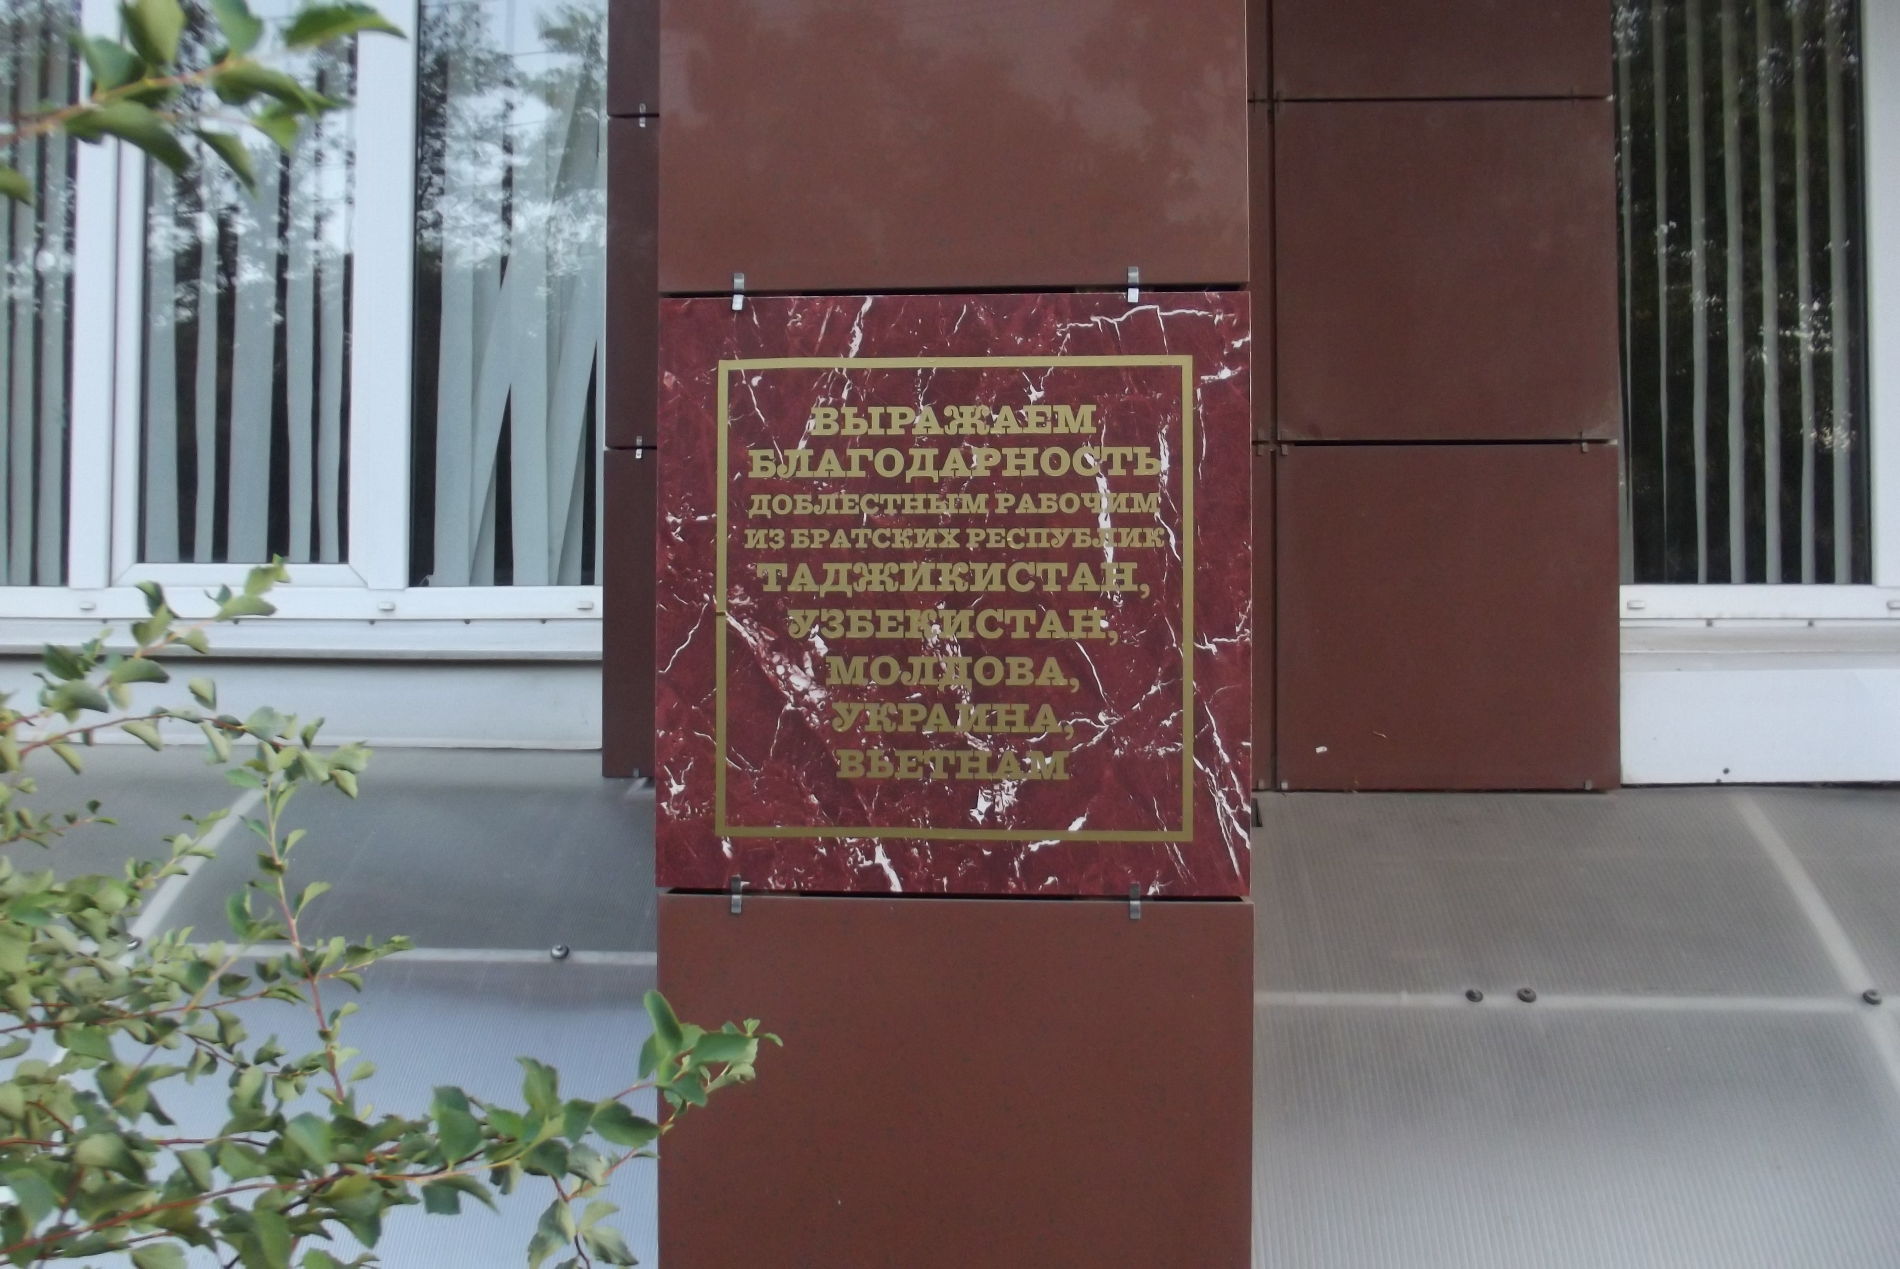 ВЫРАЖАЕМ
БЛАГОДАРНОСТЬ
ДОБЛЕСТНЫМ РАБОЧИМ
ИЗ БРАТСКИХ РЕСПУБЛИК
ТАДЖИКИСТАН,
УЗБЕКИСТАН,
МОЛДОВА,
УКРАИНА,
ВЬЕТНАМ